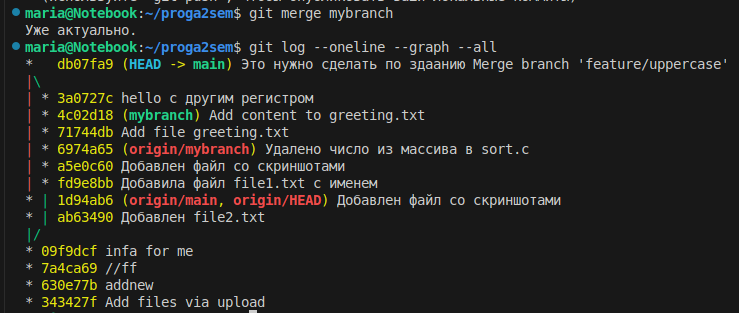 maria@Notebook:~/proga2sem$ git merge mybranch
Уже актуально.
maria@Notebook:~/proga2sem$ git log --oneline --graph --all
*   db07fa9 (HEAD -> main) Это нужно сделать по здаанию Merge branch 'feature/uppercase'
|\
| * 3a0727c hello с другим регистром
| * 4c02d18 (mybranch) Add content to greeting.txt
| * 71744db Add file greeting.txt
| * 6974a65 (origin/mybranch) Удалено число из массива в sort.c
| * a5e0c60 Добавлен файл со скриншотами
| * fd9e8bb Добавила файл file1.txt с именем
* | 1d94ab6 (origin/main, origin/HEAD) Добавлен файл со скриншотами
* | ab63490 Добавлен file2.txt
|/
* 09f9dcf infa for me
* 7a4ca69 //ff
* 630e77b addnew
* 343427f Add files via upload